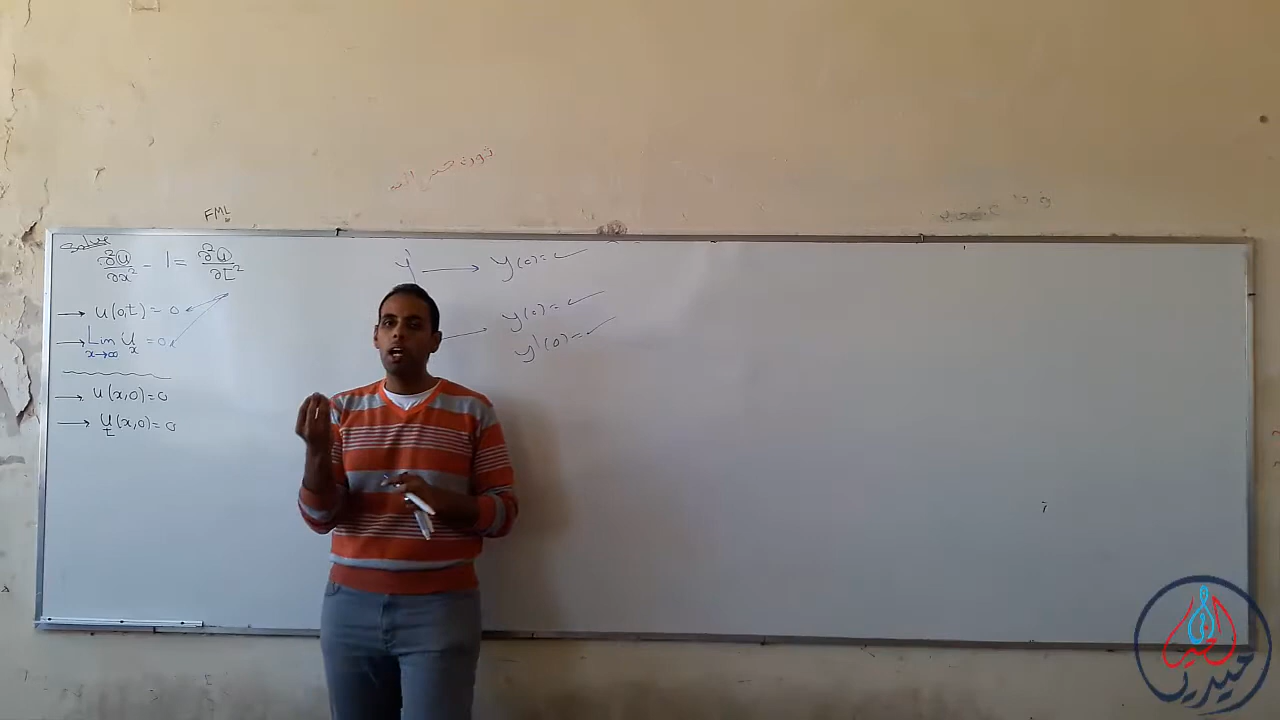 FML
Solve
∂²u/∂x² - 1 = ∂²u/∂t²
→ u(0,t) = 0
→ Lim x→∞ u_x = 0
→ u(x,0) = 0
→ u_t(x,0) = 0
y' → y(0) = ✓
→ y(0) = ✓
y'(0) = ✓